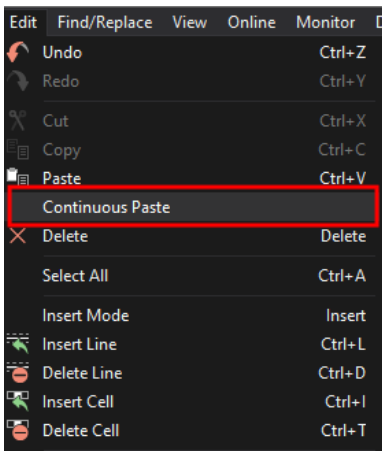 Edit Find/Replace View Online Monitor
Undo Ctrl+Z
Redo Ctrl+Y
Cut Ctrl+X
Copy Ctrl+C
Paste Ctrl+V
Continuous Paste
Delete Delete
Select All Ctrl+A
Insert Mode Insert
Insert Line Ctrl+L
Delete Line Ctrl+D
Insert Cell Ctrl+I
Delete Cell Ctrl+T